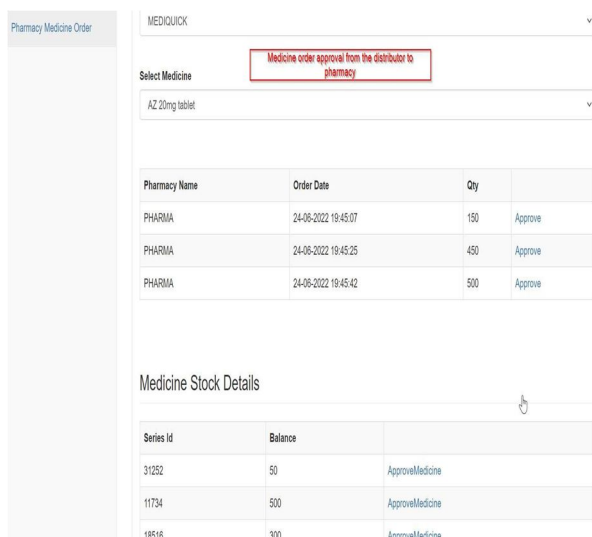 Pharmacy Medicine Order
MEDIQUICK
Medicine order approval from the distributor to
pharmacy
Select Medicine
AZ 20mg tablet
Pharmacy Name Order Date Qty
PHARMA 24-06-2022 19:45:07 150 Approve
PHARMA 24-06-2022 19:45:25 450 Approve
PHARMA 24-06-2022 19:45:42 500 Approve
Medicine Stock Details
Series Id Balance
31252 50 ApproveMedicine
11734 500 ApproveMedicine
18516 300 ApproveMedicine